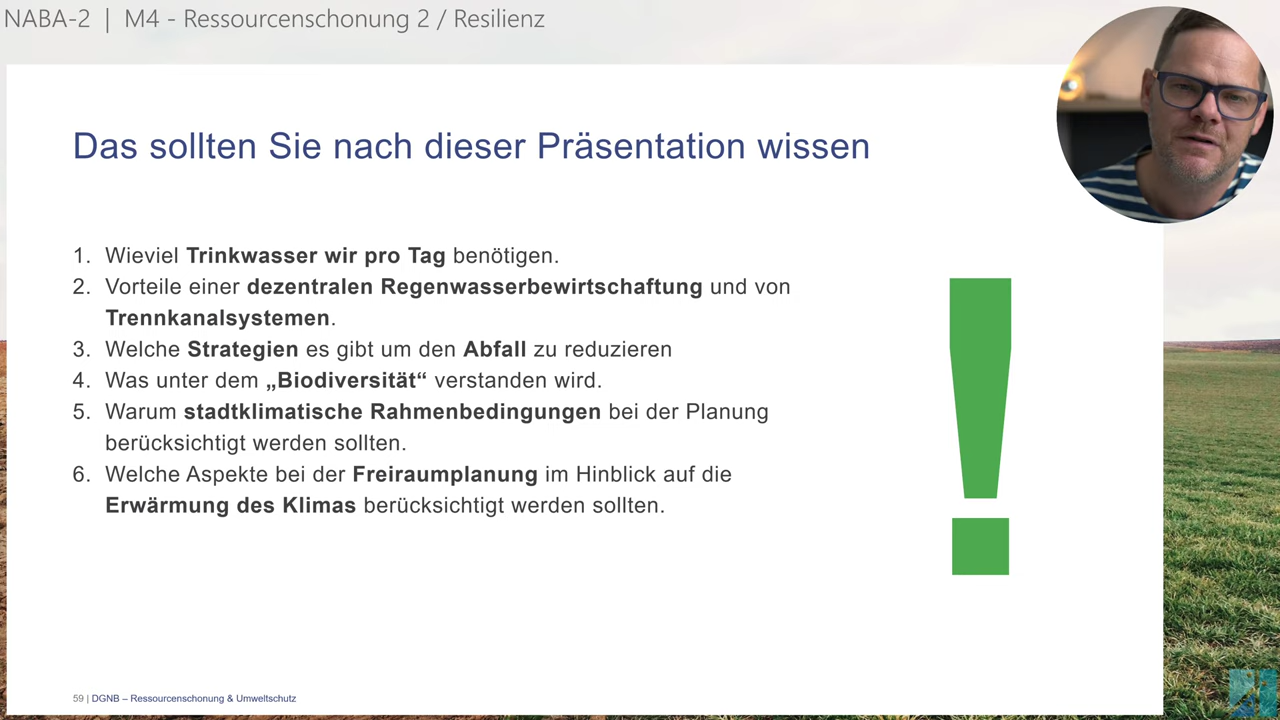 NABA-2 | M4 - Ressourcenschonung 2 / Resilienz
Das sollten Sie nach dieser Präsentation wissen
1. Wieviel Trinkwasser wir pro Tag benötigen.
2. Vorteile einer dezentralen Regenwasserbewirtschaftung und von
Trennkanalsystemen.
3. Welche Strategien es gibt um den Abfall zu reduzieren
4. Was unter dem „Biodiversität“ verstanden wird.
5. Warum stadtklimatische Rahmenbedingungen bei der Planung
berücksichtigt werden sollten.
6. Welche Aspekte bei der Freiraumplanung im Hinblick auf die
Erwärmung des Klimas berücksichtigt werden sollten.
!
59 | DGNB – Ressourcenschonung & Umweltschutz